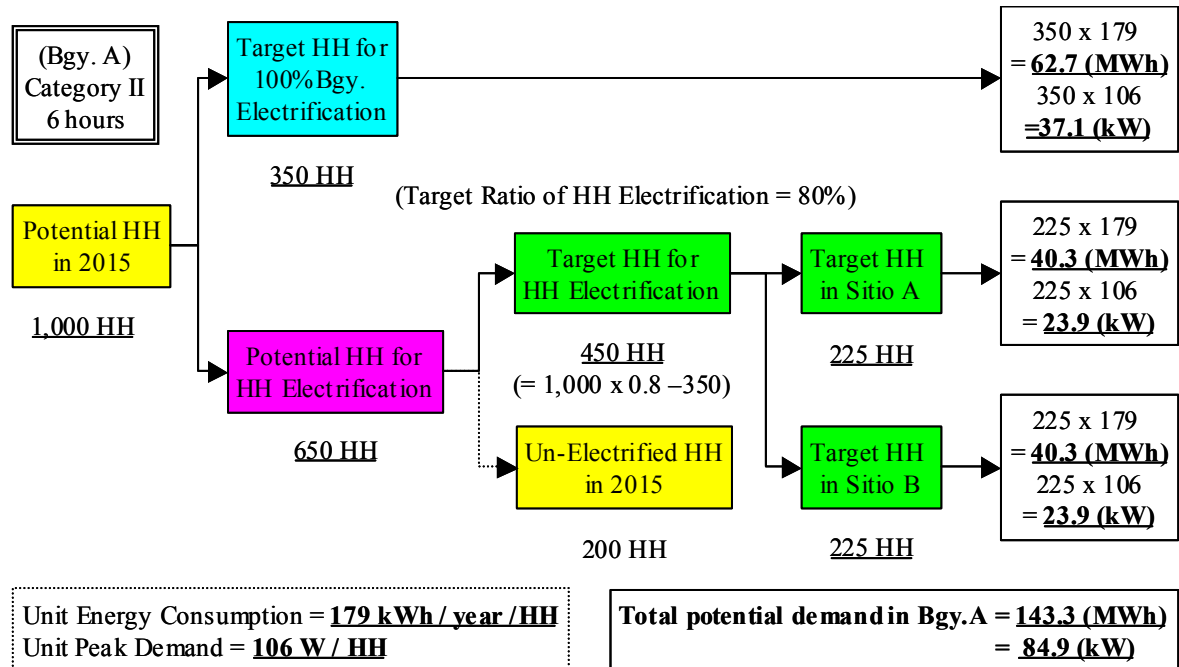 (Bgy. A)
Category II
6 hours
Target HH for
100% Bgy.
Electrification
350 HH
350 x 179
= 62.7 (MWh)
350 x 106
=37.1 (kW)
(Target Ratio of HH Electrification = 80%)
Potential HH
in 2015
1,000 HH
Target HH for
HH Electrification
450 HH
(= 1,000 x 0.8 –350)
Target HH
in Sitio A
225 HH
225 x 179
= 40.3 (MWh)
225 x 106
= 23.9 (kW)
Potential HH for
HH Electrification
650 HH
Un-Electrified HH
in 2015
200 HH
Target HH
in Sitio B
225 HH
225 x 179
= 40.3 (MWh)
225 x 106
= 23.9 (kW)
Unit Energy Consumption = 179 kWh / year /HH
Unit Peak Demand = 106 W / HH
Total potential demand in Bgy.A = 143.3 (MWh)
= 84.9 (kW)